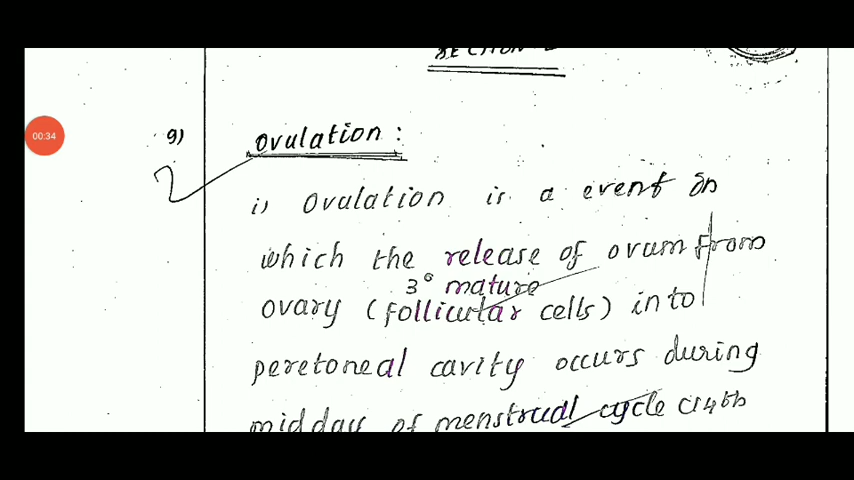 00:34
9)
Ovulation :
2
i) Ovulation is a event in
which the release of ovum from
3° mature
ovary (follicular cells) into
peretoneal cavity occurs during
midday of menstrual cycle